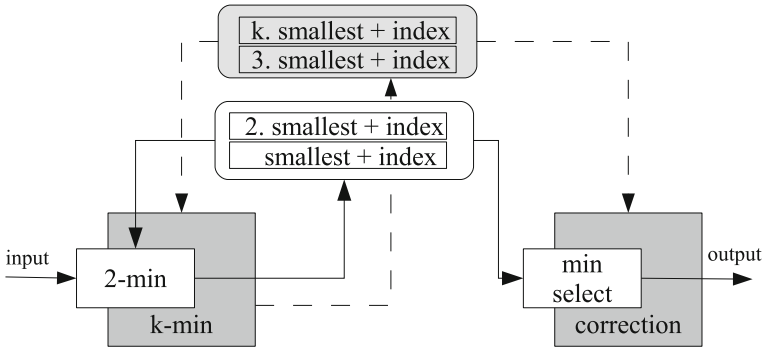 k. smallest + index
3. smallest + index
2. smallest + index
smallest + index
input
2-min
k-min
min
select
correction
output